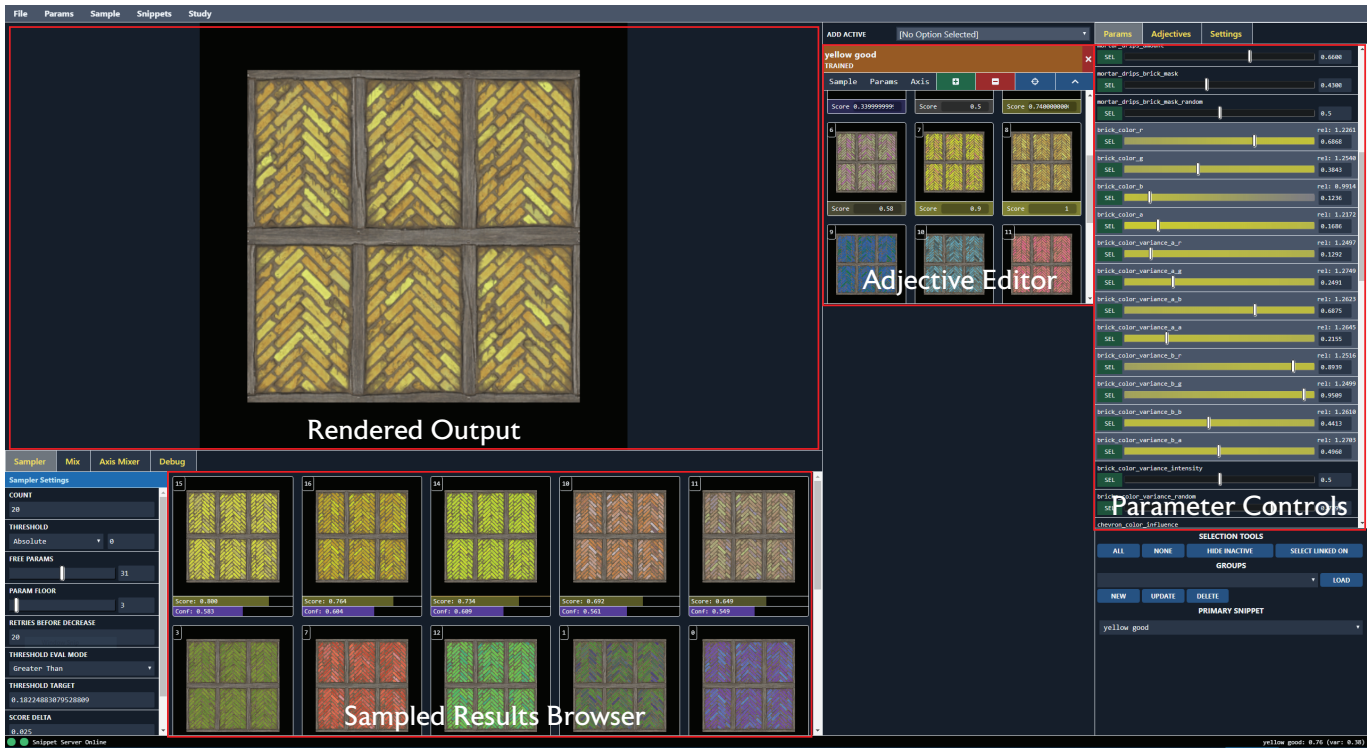 File Params Sample Snippets Study
Rendered Output
ADD ACTIVE [No Option Selected]
yellow good
TRAINED
Sample Params Axis
Score 0.339999999 Score 0.5 Score 0.740000000
6 7 8
Score 0.58 Score 0.9 Score 1
9 10 11
Adjective Editor
Params Adjectives Settings
mortar_drips_amount
SEL 0.6600
mortar_drips_brick_mask
SEL 0.4300
mortar_drips_brick_mask_random
SEL 0.5
brick_color_r rel: 1.2261
SEL 0.6868
brick_color_g rel: 1.2540
SEL 0.3843
brick_color_b rel: 0.9914
SEL 0.1236
brick_color_a rel: 1.2172
SEL 0.1686
brick_color_variance_a_r rel: 1.2497
SEL 0.1292
brick_color_variance_a_g rel: 1.2749
SEL 0.2491
brick_color_variance_a_b rel: 1.2623
SEL 0.6875
brick_color_variance_a_a rel: 1.2645
SEL 0.2155
brick_color_variance_b_r rel: 1.2516
SEL 0.8939
brick_color_variance_b_g rel: 1.2499
SEL 0.9509
brick_color_variance_b_b rel: 1.2610
SEL 0.4413
brick_color_variance_b_a rel: 1.2703
SEL 0.4960
brick_color_variance_intensity
SEL 0.5
brick_color_variance_random
Parameter Controls
chevron_color_influence
SELECTION TOOLS
ALL NONE HIDE INACTIVE SELECT LINKED ON
GROUPS
LOAD
NEW UPDATE DELETE
PRIMARY SNIPPET
yellow good
Sampler Mix Axis Mixer Debug
Sampler Settings
COUNT
20
THRESHOLD
Absolute 0
FREE PARAMS
31
PARAM FLOOR
3
RETRIES BEFORE DECREASE
20
THRESHOLD EVAL MODE
Greater Than
THRESHOLD TARGET
0.18224883079528809
SCORE DELTA
0.025
15 16 14 10 11
Score: 0.800 Score: 0.764 Score: 0.734 Score: 0.692 Score: 0.649
Conf: 0.583 Conf: 0.604 Conf: 0.609 Conf: 0.561 Conf: 0.549
3 7 12 1 0
Sampled Results Browser
Snippet Server Online
yellow good: 0.76 (var: 0.38)